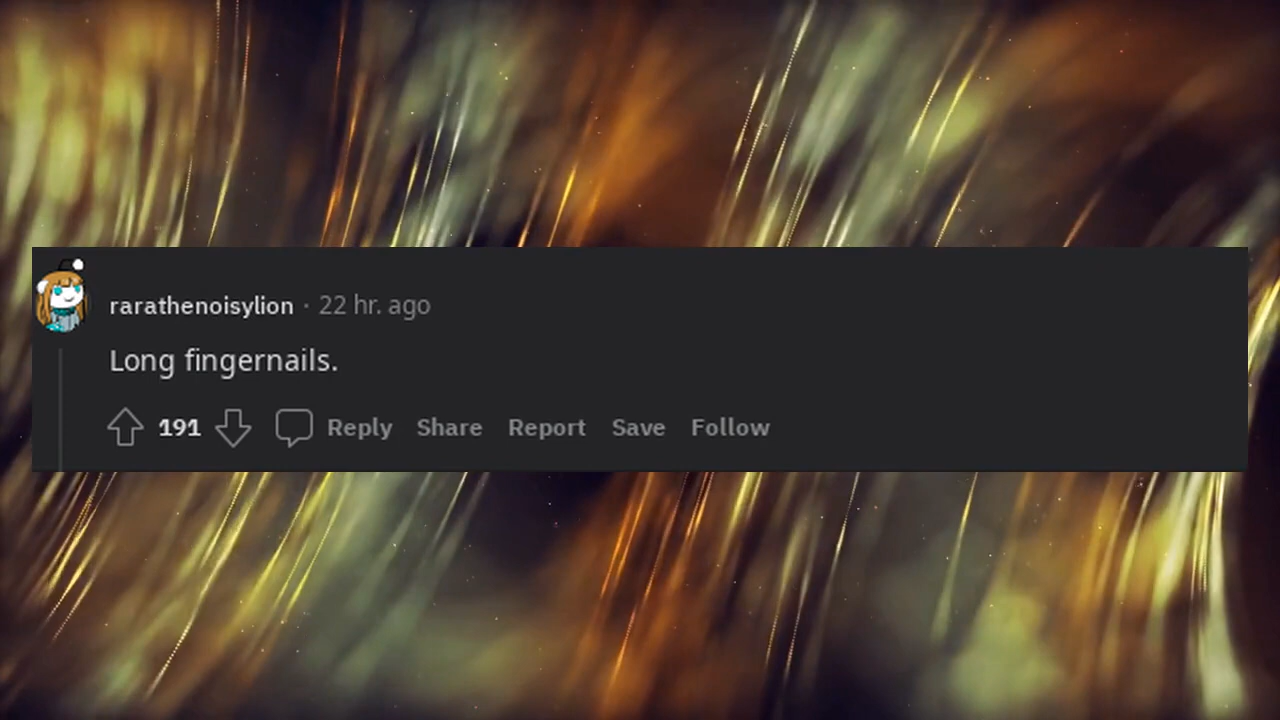 rarathenoisylion · 22 hr. ago
Long fingernails.
191 Reply Share Report Save Follow